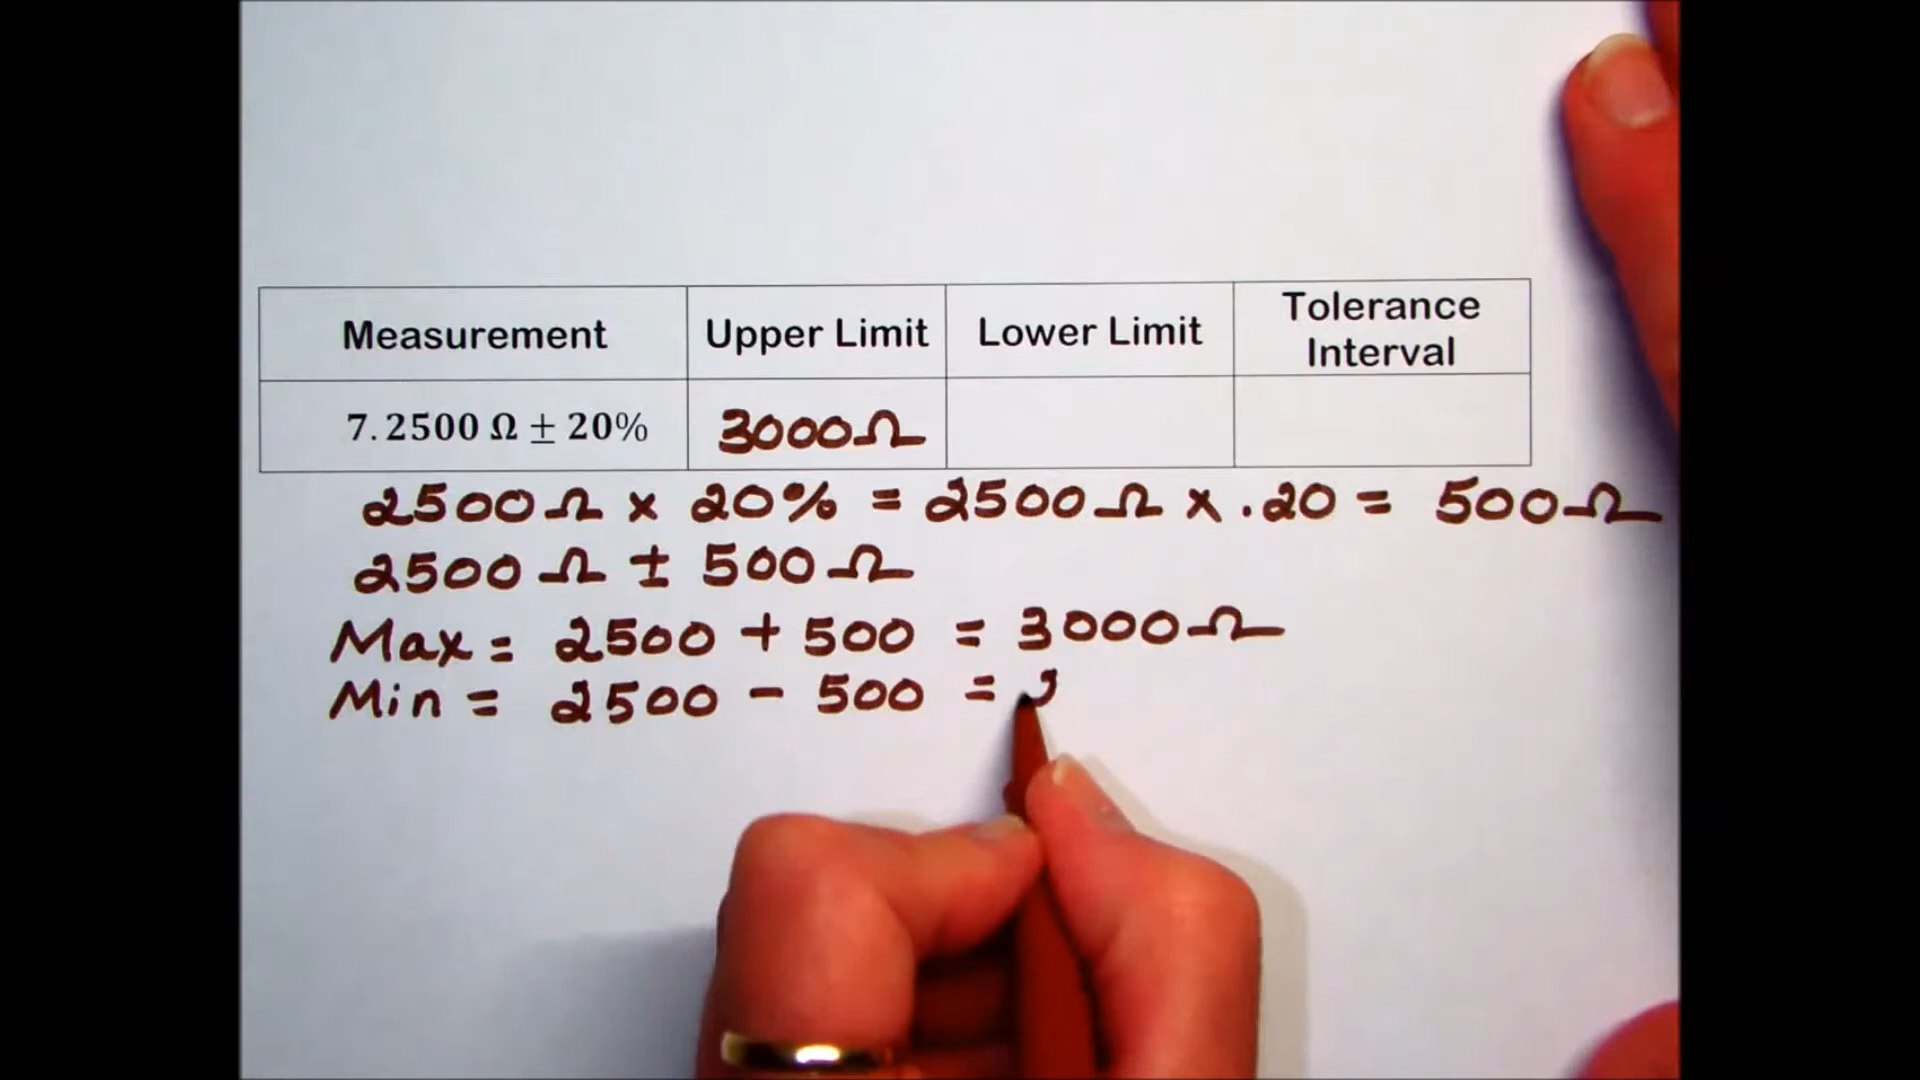 Measurement Upper Limit Lower Limit Tolerance Interval
7. 2500 Ω ± 20% 3000Ω
2500Ω x 20% = 2500Ω x .20 = 500Ω
2500 Ω ± 500Ω
Max = 2500 + 500 = 3000Ω
Min = 2500 - 500 =